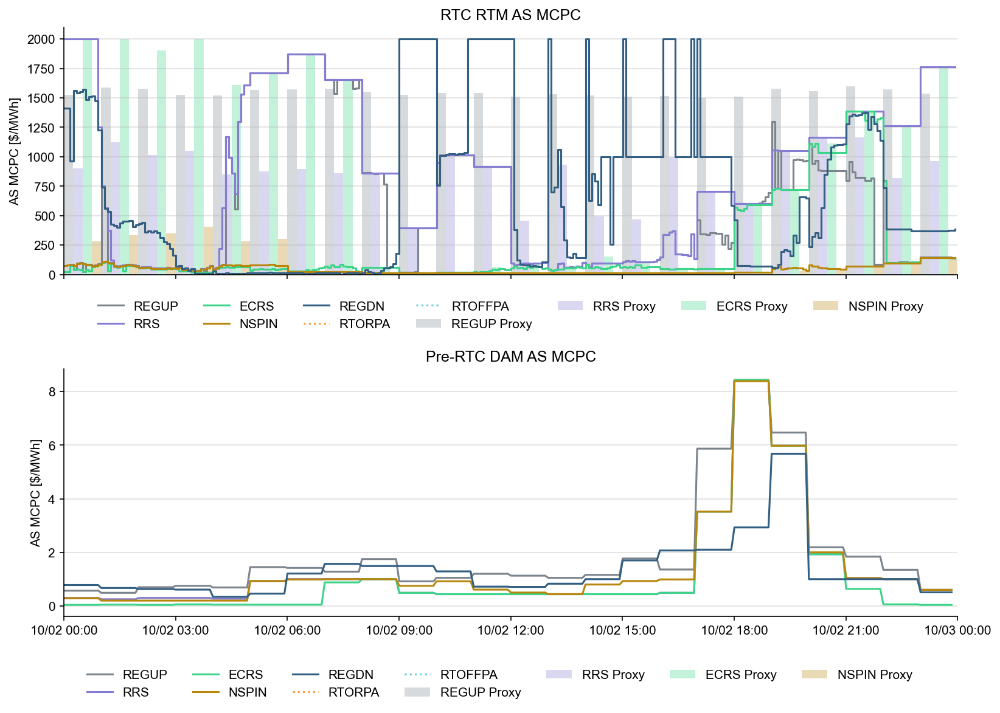 RTC RTM AS MCPC
AS MCPC [$/MWh]
2000
1750
1500
1250
1000
750
500
250
0
REGUP
ECRS
REGDN
RTOFFPA
RRS Proxy
ECRS Proxy
NSPIN Proxy
RRS
NSPIN
RTORPA
REGUP Proxy
Pre-RTC DAM AS MCPC
AS MCPC [$/MWh]
8
6
4
2
0
10/02 00:00
10/02 03:00
10/02 06:00
10/02 09:00
10/02 12:00
10/02 15:00
10/02 18:00
10/02 21:00
10/03 00:00
REGUP
ECRS
REGDN
RTOFFPA
RRS Proxy
ECRS Proxy
NSPIN Proxy
RRS
NSPIN
RTORPA
REGUP Proxy